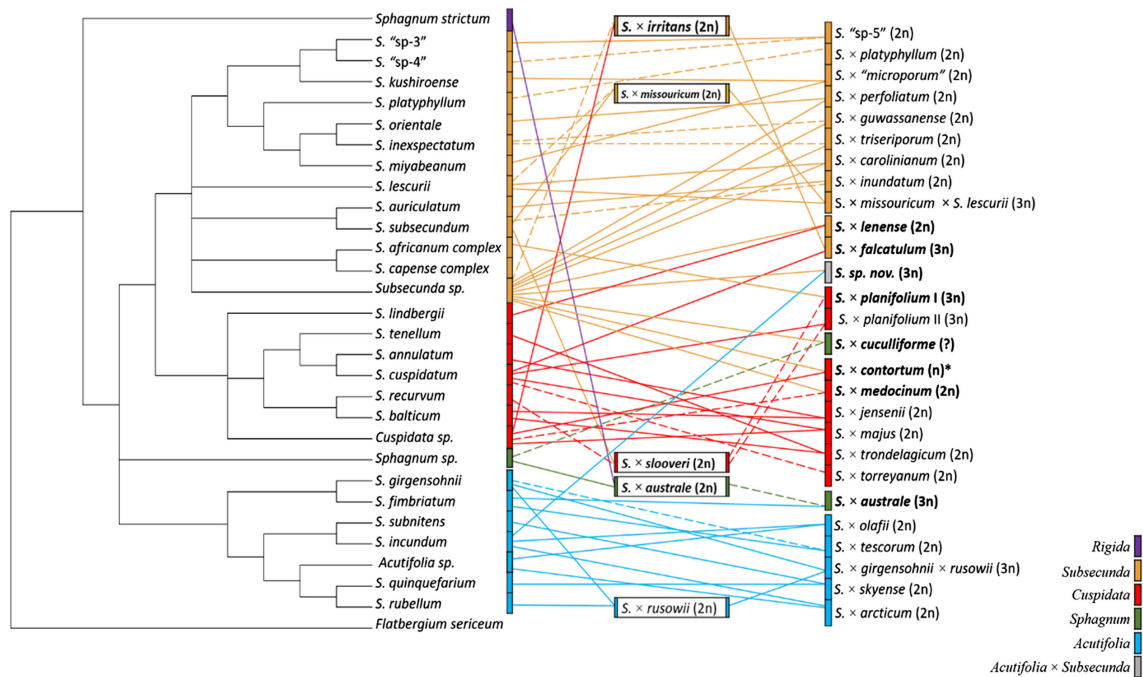 Sphagnum strictum
S. “sp-3”
S. “sp-4”
S. kushiroense
S. platyphyllum
S. orientale
S. inexspectatum
S. miyabeanum
S. lescurii
S. auriculatum
S. subsecundum
S. africanum complex
S. capense complex
Subsecunda sp.
S. lindbergii
S. tenellum
S. annulatum
S. cuspidatum
S. recurvum
S. balticum
Cuspidata sp.
Sphagnum sp.
S. girgensohnii
S. fimbriatum
S. subnitens
S. incundum
Acutifolia sp.
S. quinquefarium
S. rubellum
Flatbergium sericeum
S. × irritans (2n)
S. × missouricum (2n)
S. × slooveri (2n)
S. × australe (2n)
S. × rusowii (2n)
S. “sp-5” (2n)
S. × platyphyllum (2n)
S. × “microporum” (2n)
S. × perfoliatum (2n)
S. × guwassanense (2n)
S. × triseriporum (2n)
S. × carolinianum (2n)
S. × inundatum (2n)
S. × missouricum × S. lescurii (3n)
S. × lenense (2n)
S. × falcatulum (3n)
S. sp. nov. (3n)
S. × planifolium I (3n)
S. × planifolium II (3n)
S. × cuculliforme (?)
S. × contortum (n)*
S. × medocinum (2n)
S. × jensenii (2n)
S. × majus (2n)
S. × trondelagicum (2n)
S. × torreyanum (2n)
S. × australe (3n)
S. × olafii (2n)
S. × tescorum (2n)
S. × girgensohnii × rusowii (3n)
S. × skyense (2n)
S. × arcticum (2n)
Rigida
Subsecunda
Cuspidata
Sphagnum
Acutifolia
Acutifolia × Subsecunda